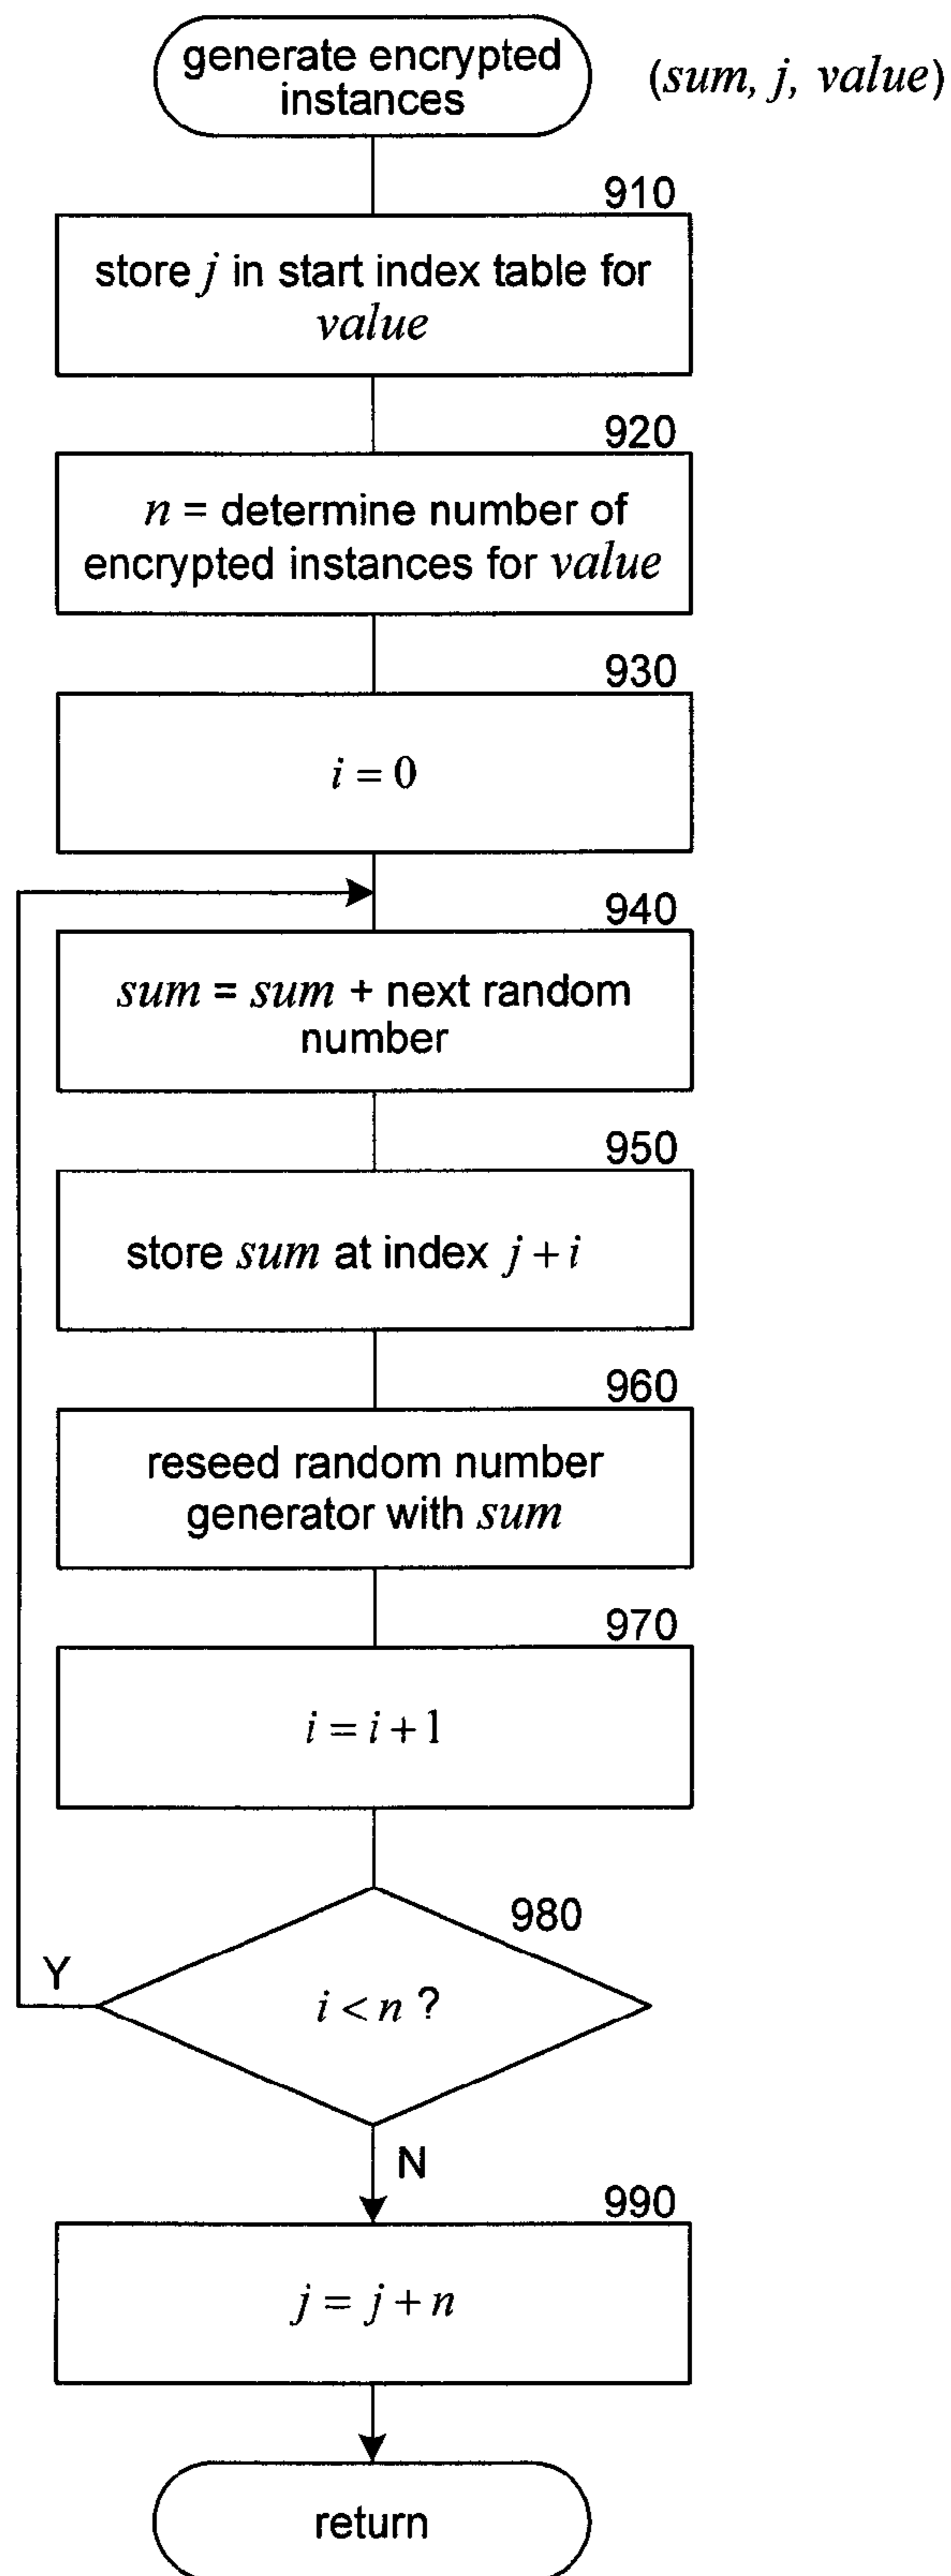 generate encrypted
instances
(sum, j, value)
910
store j in start index table for
value
920
n = determine number of
encrypted instances for value
930
i = 0
940
sum = sum + next random
number
950
store sum at index j + i
960
reseed random number
generator with sum
970
i = i + 1
980
i < n ?
Y
N
990
j = j + n
return